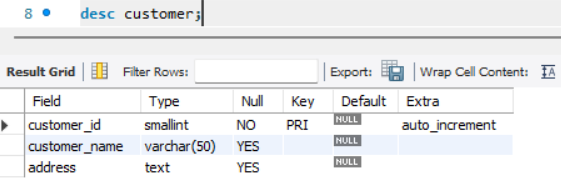 8 desc customer;
Result Grid Filter Rows: Export: Wrap Cell Content: IA
Field Type Null Key Default Extra
customer_id smallint NO PRI NULL auto_increment
customer_name varchar(50) YES NULL
address text YES NULL